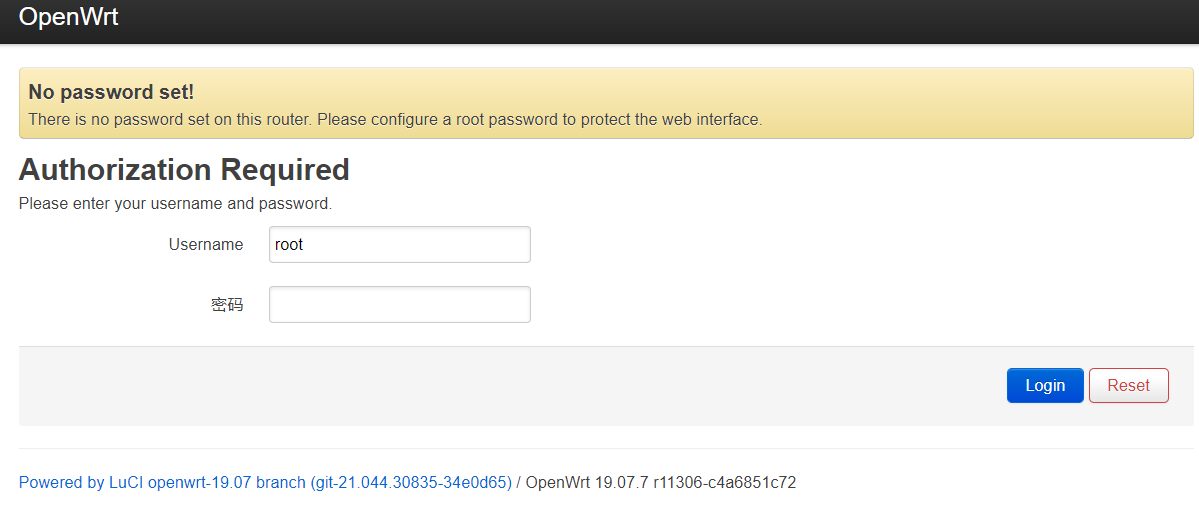 OpenWrt
No password set!
There is no password set on this router. Please configure a root password to protect the web interface.
Authorization Required
Please enter your username and password.
Username root
密码
Login Reset
Powered by LuCI openwrt-19.07 branch (git-21.044.30835-34e0d65) / OpenWrt 19.07.7 r11306-c4a6851c72